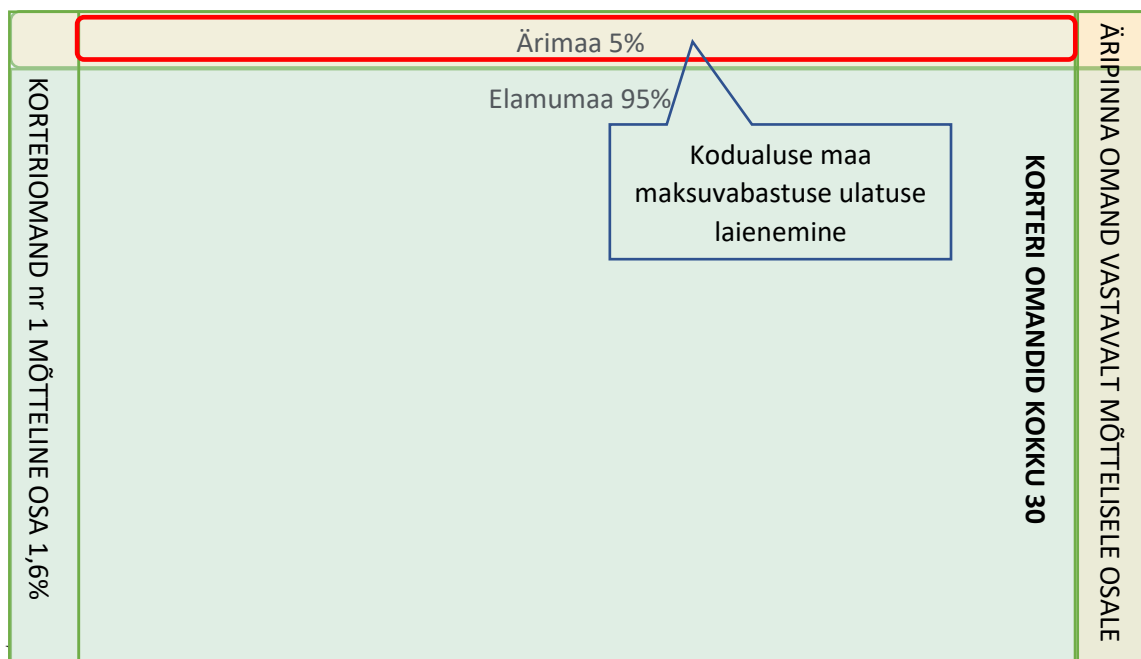 Ärimaa 5%
Elamumaa 95%
Kodualuse maa
maksuvabastuse ulatuse
laienemine
KORTERIOMAND nr 1 MÕTTELINE OSA 1,6%
KORTERI OMANDID KOKKU 30
ÄRIPINNA OMAND VASTAVALT MÕTTELISELE OSALE